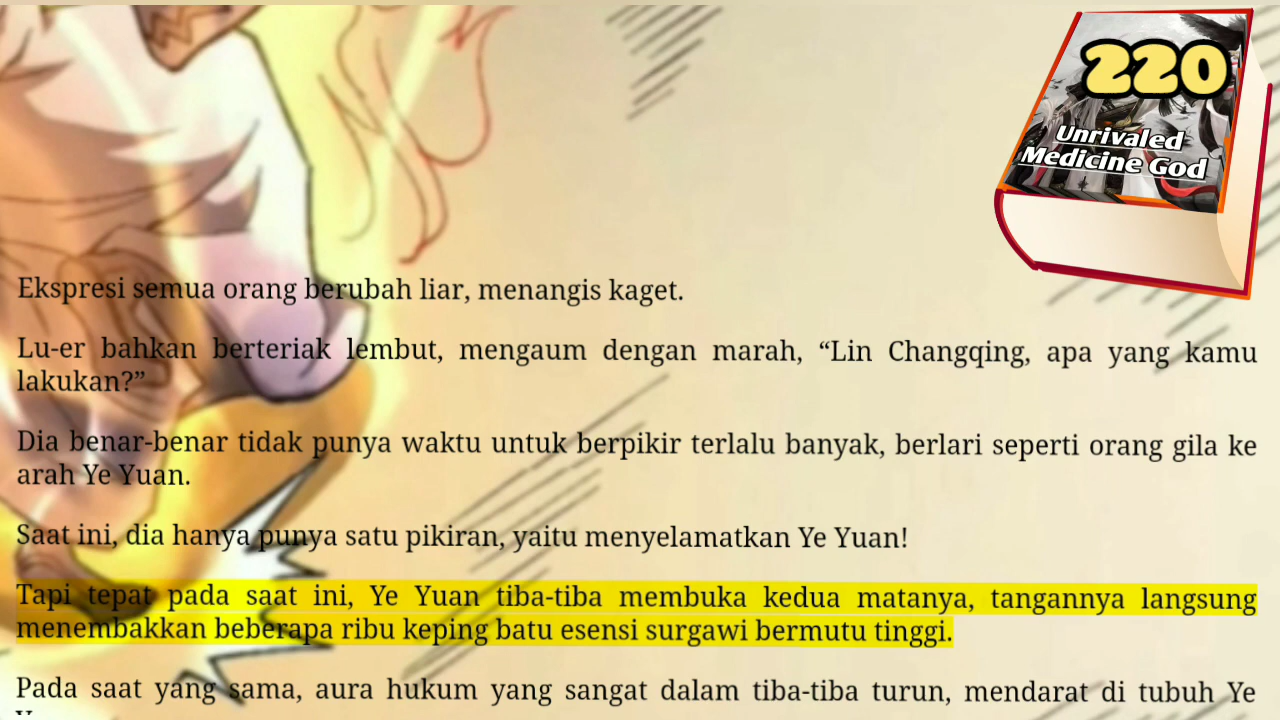 220
Unrivaled
Medicine God
Ekspresi semua orang berubah liar, menangis kaget.
Lu-er bahkan berteriak lembut, mengaum dengan marah, “Lin Changqing, apa yang kamu
lakukan?”
Dia benar-benar tidak punya waktu untuk berpikir terlalu banyak, berlari seperti orang gila ke
arah Ye Yuan.
Saat ini, dia hanya punya satu pikiran, yaitu menyelamatkan Ye Yuan!
Tapi tepat pada saat ini, Ye Yuan tiba-tiba membuka kedua matanya, tangannya langsung
menembakkan beberapa ribu keping batu esensi surgawi bermutu tinggi.
Pada saat yang sama, aura hukum yang sangat dalam tiba-tiba turun, mendarat di tubuh Ye